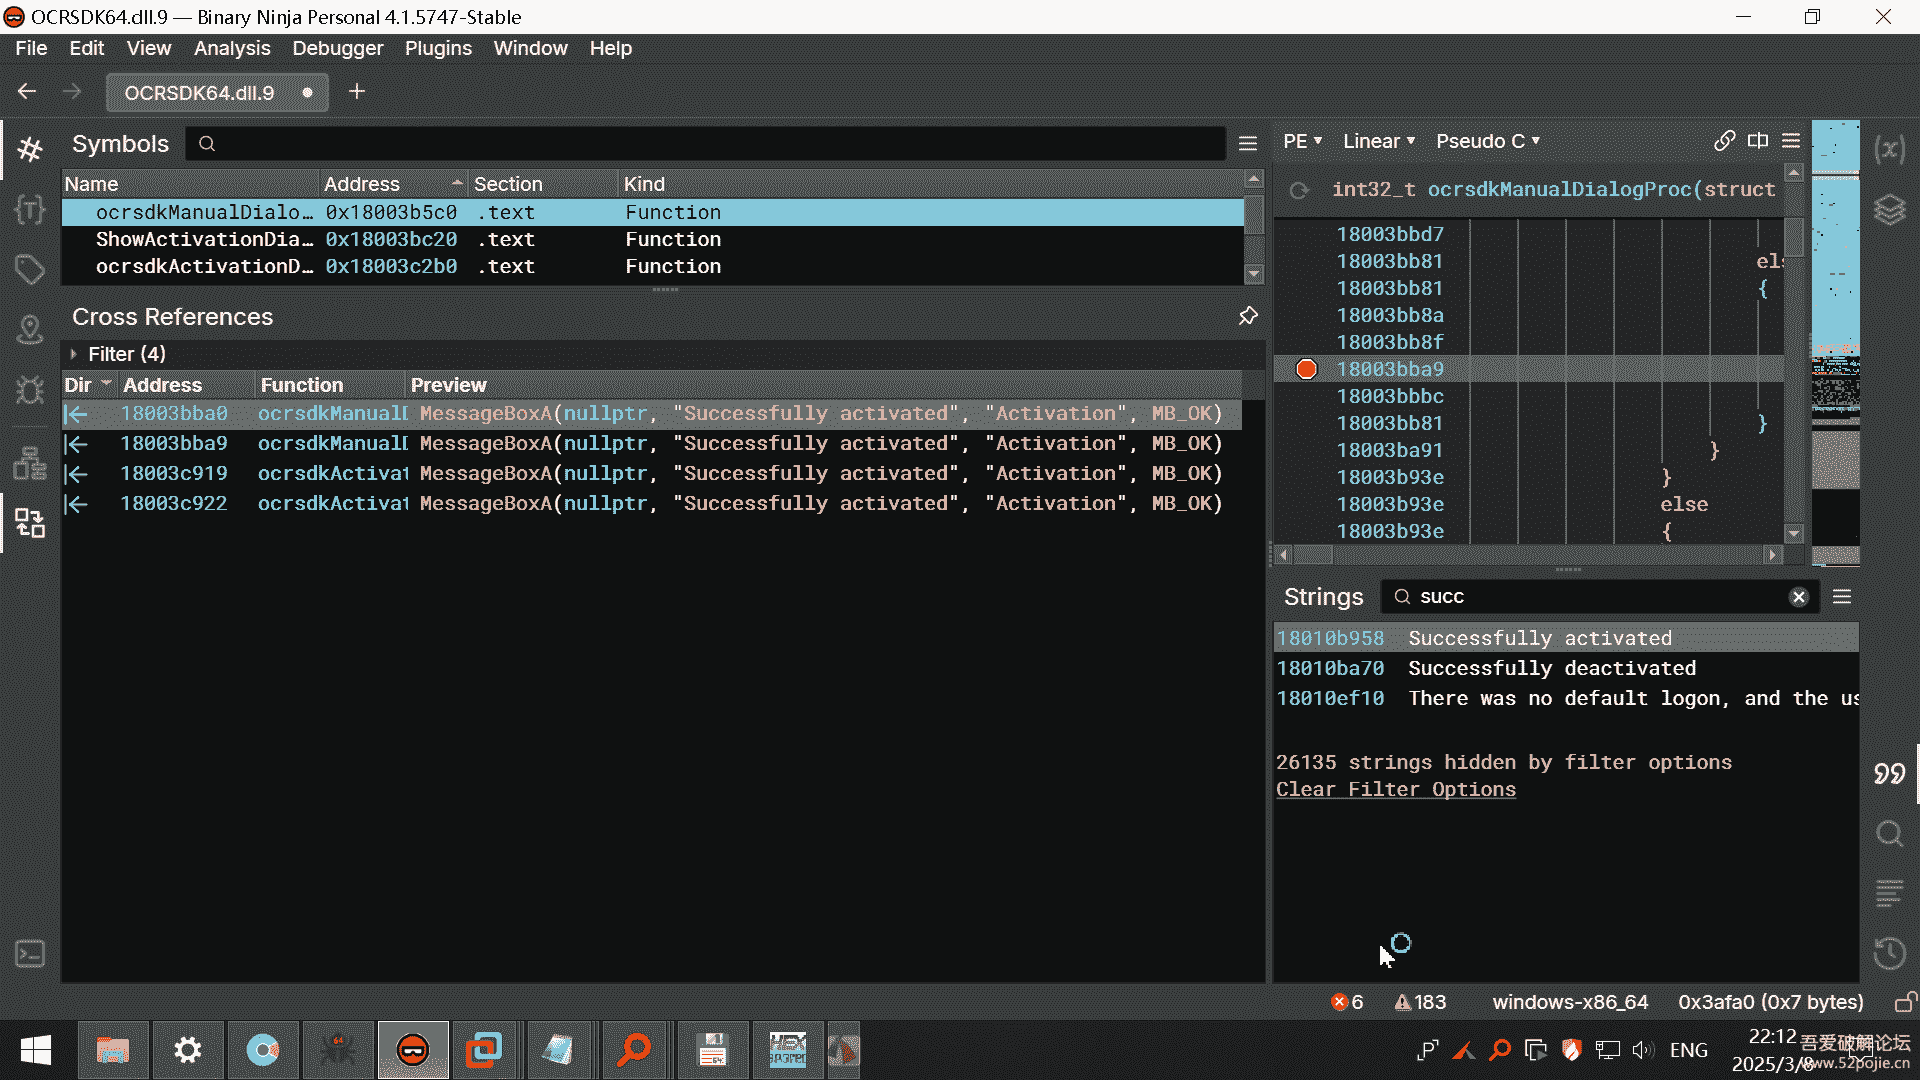 OCRSDK64.dll.9 — Binary Ninja Personal 4.1.5747-Stable
File Edit View Analysis Debugger Plugins Window Help
OCRSDK64.dll.9
Symbols
Name Address Section Kind
ocrsdkManualDialo… 0x18003b5c0 .text Function
ShowActivationDia… 0x18003bc20 .text Function
ocrsdkActivationD… 0x18003c2b0 .text Function
Cross References
Filter (4)
Dir Address Function Preview
18003bba0 ocrsdkManual MessageBoxA(nullptr, "Successfully activated", "Activation", MB_OK)
18003bba9 ocrsdkManual MessageBoxA(nullptr, "Successfully activated", "Activation", MB_OK)
18003c919 ocrsdkActivat MessageBoxA(nullptr, "Successfully activated", "Activation", MB_OK)
18003c922 ocrsdkActivat MessageBoxA(nullptr, "Successfully activated", "Activation", MB_OK)
PE Linear Pseudo C
int32_t ocrsdkManualDialogProc(struct
18003bbd7
18003bb81 els
18003bb81 {
18003bb8a
18003bb8f
18003bba9
18003bbbc
18003bb81 }
18003ba91 }
18003b93e }
18003b93e else
18003b93e {
Strings succ
18010b958 Successfully activated
18010ba70 Successfully deactivated
18010ef10 There was no default logon, and the us
26135 strings hidden by filter options
Clear Filter Options
6 183 windows-x86_64 0x3afa0 (0x7 bytes)
64
HEX
ENG
22:12
2025/3/8
吾爱破解论坛
www.52pojie.cn